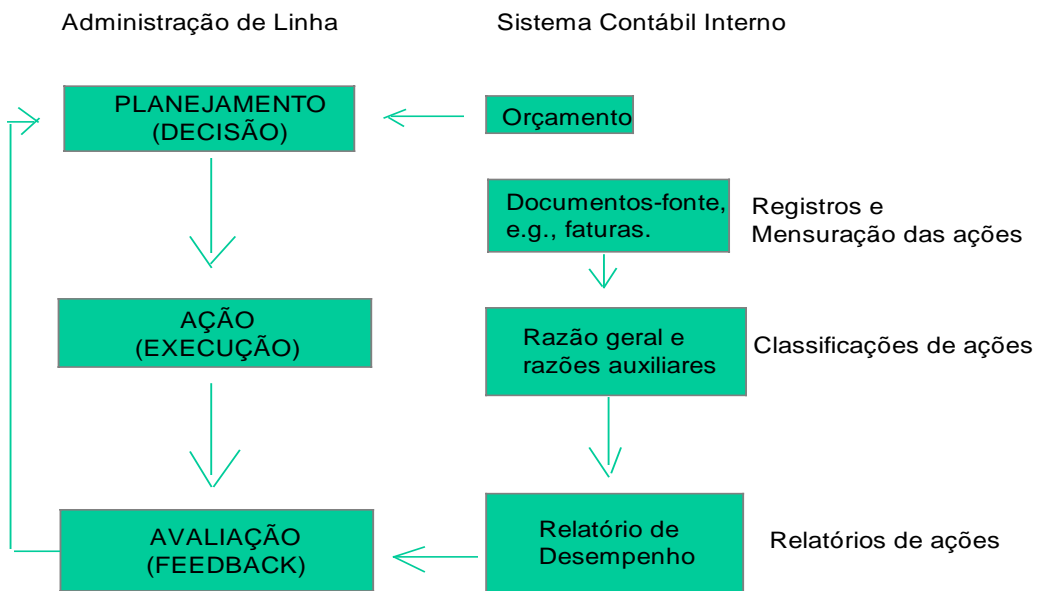 Administração de Linha
Sistema Contábil Interno
PLANEJAMENTO
(DECISÃO)
Orçamento
Documentos-fonte,
e.g., faturas.
Registros e
Mensuração das ações
AÇÃO
(EXECUÇÃO)
Razão geral e
razões auxiliares
Classificações de ações
AVALIAÇÃO
(FEEDBACK)
Relatório de
Desempenho
Relatórios de ações